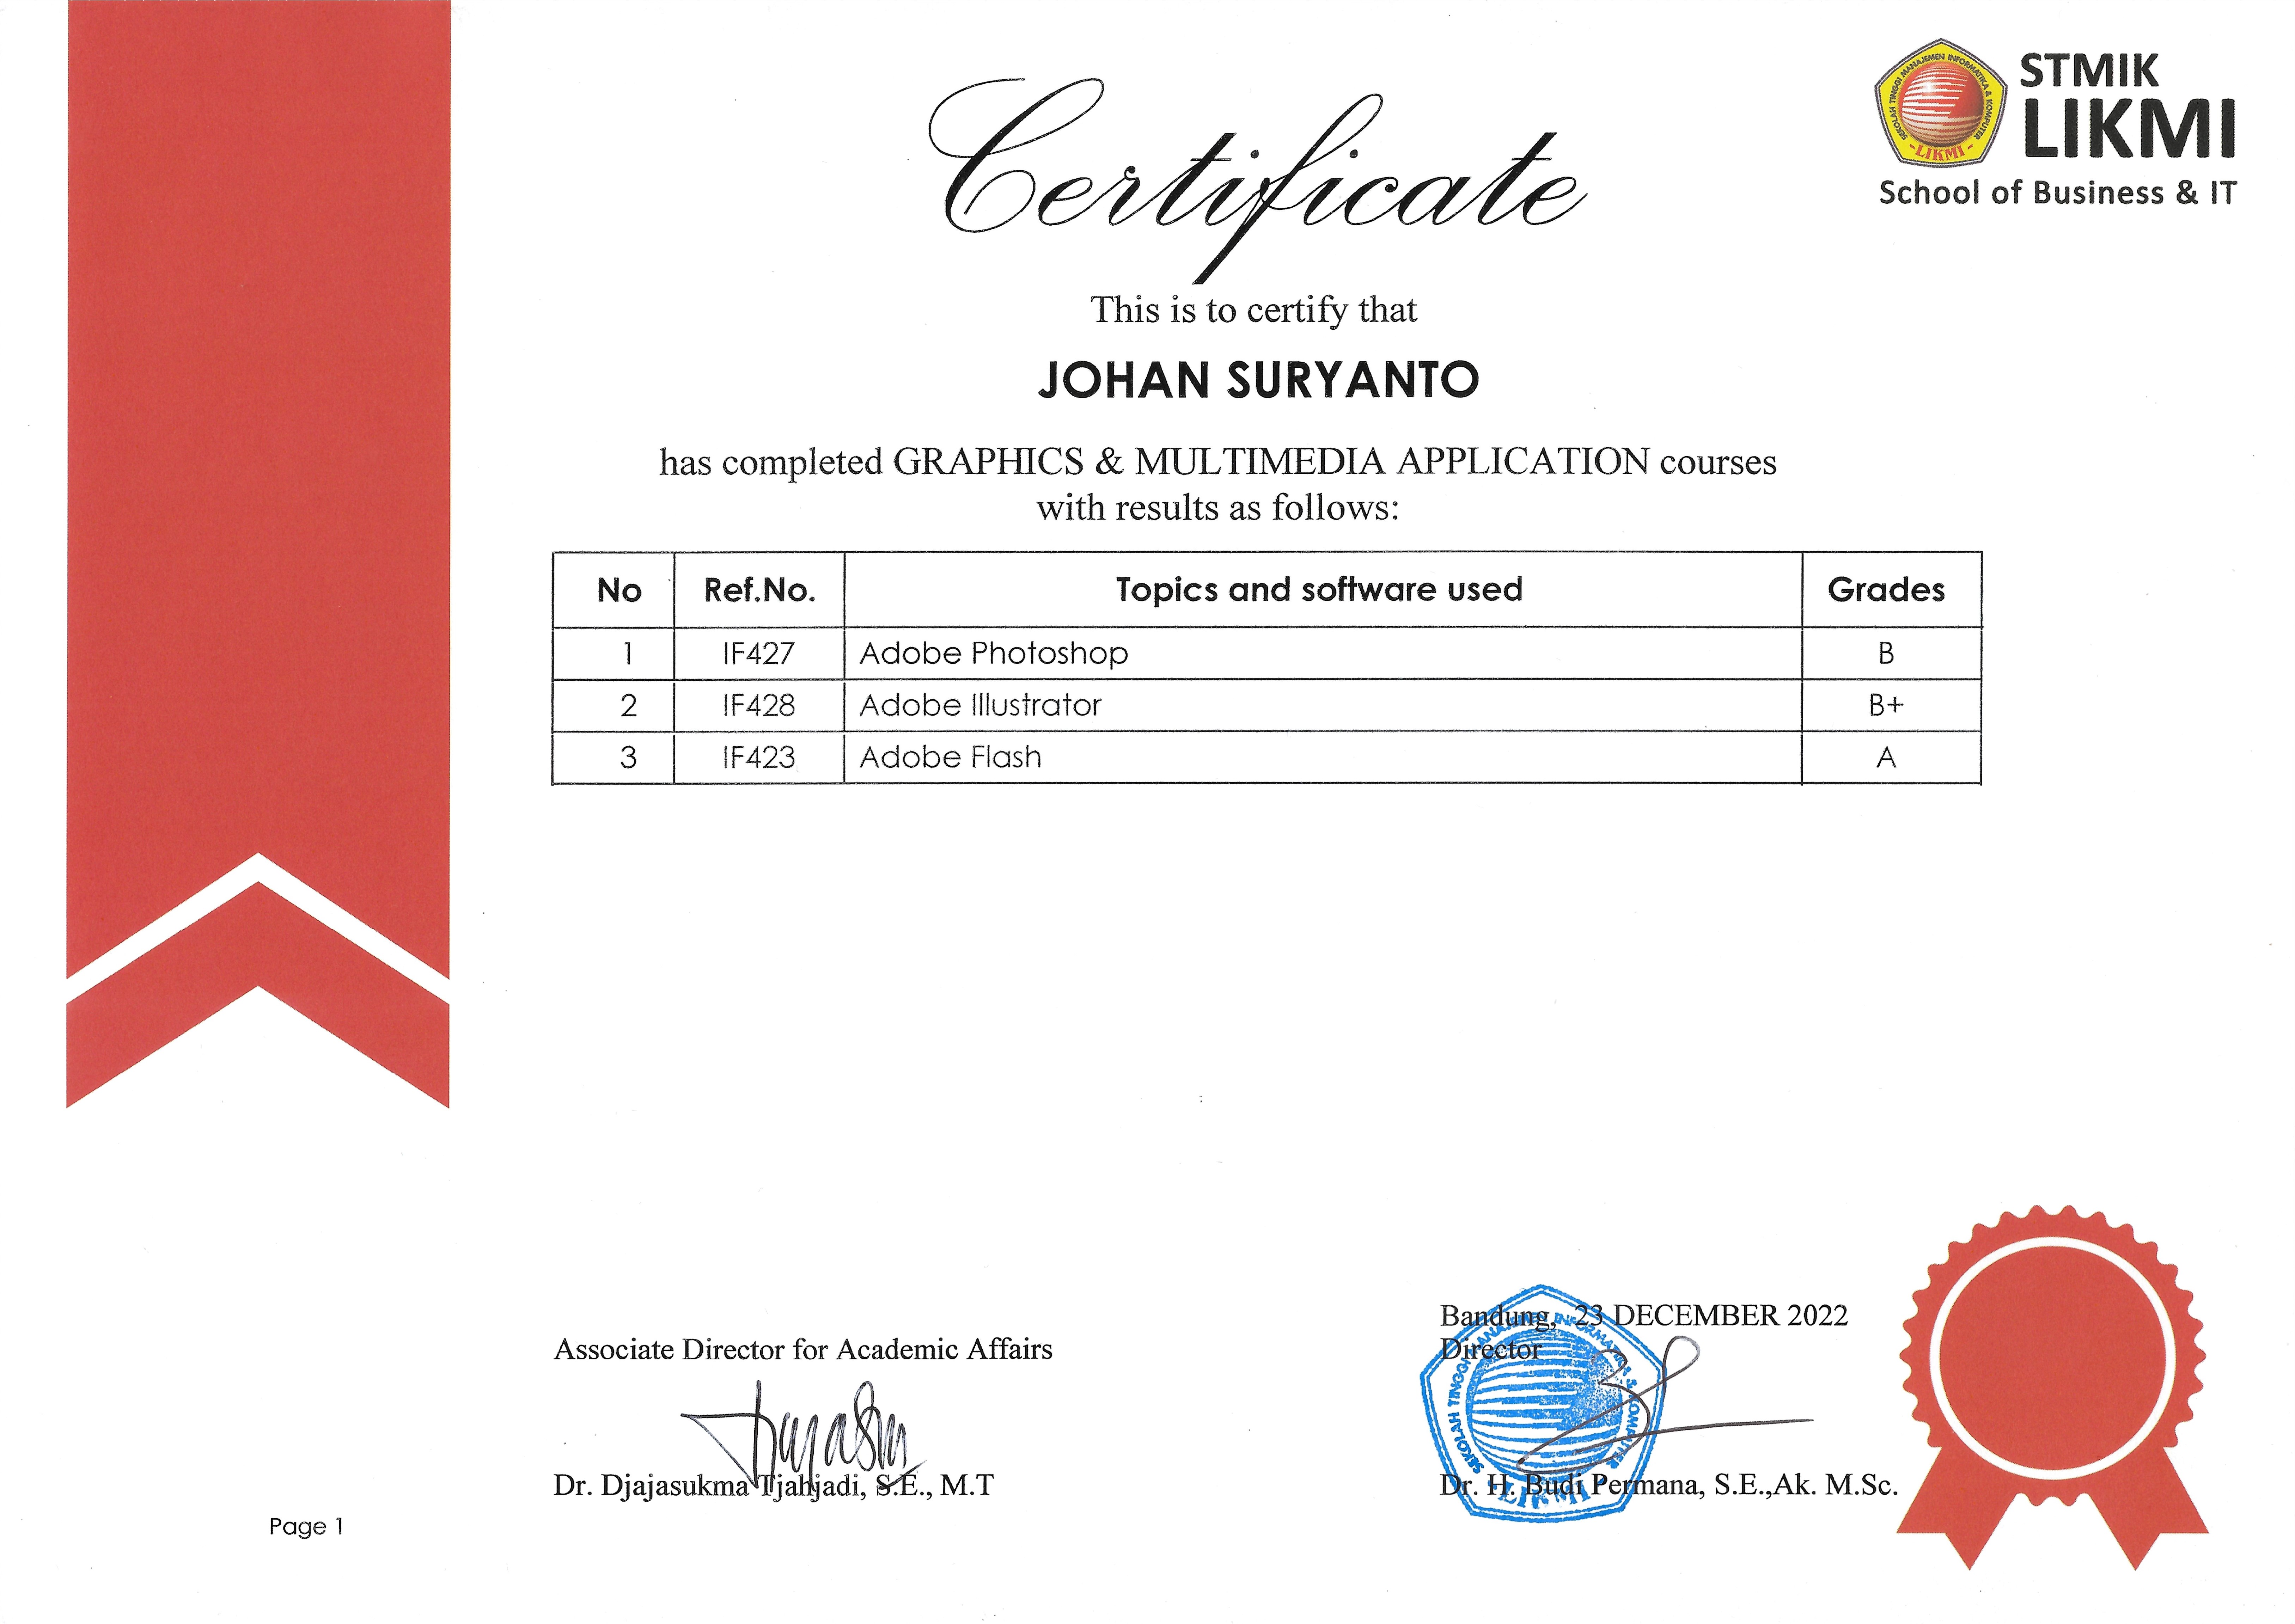 STMIK
LIKMI
School of Business & IT
SEKOLAH TINGGI MANAJEMEN INFORMATIKA & KOMPUTER
-LIKMI-
Certificate
This is to certify that
JOHAN SURYANTO
has completed GRAPHICS & MULTIMEDIA APPLICATION courses
with results as follows:
No Ref.No. Topics and software used Grades
1 IF427 Adobe Photoshop B
2 IF428 Adobe Illustrator B+
3 IF423 Adobe Flash A
Bandung, 23 DECEMBER 2022
Associate Director for Academic Affairs
Director
SEKOLAH TINGGI MANAJEMEN INFORMATIKA & KOMPUTER
LIKMI
Dr. Djajasukma Tjahjadi, S.E., M.T
Dr. H. Budi Permana, S.E.,Ak. M.Sc.
Page 1